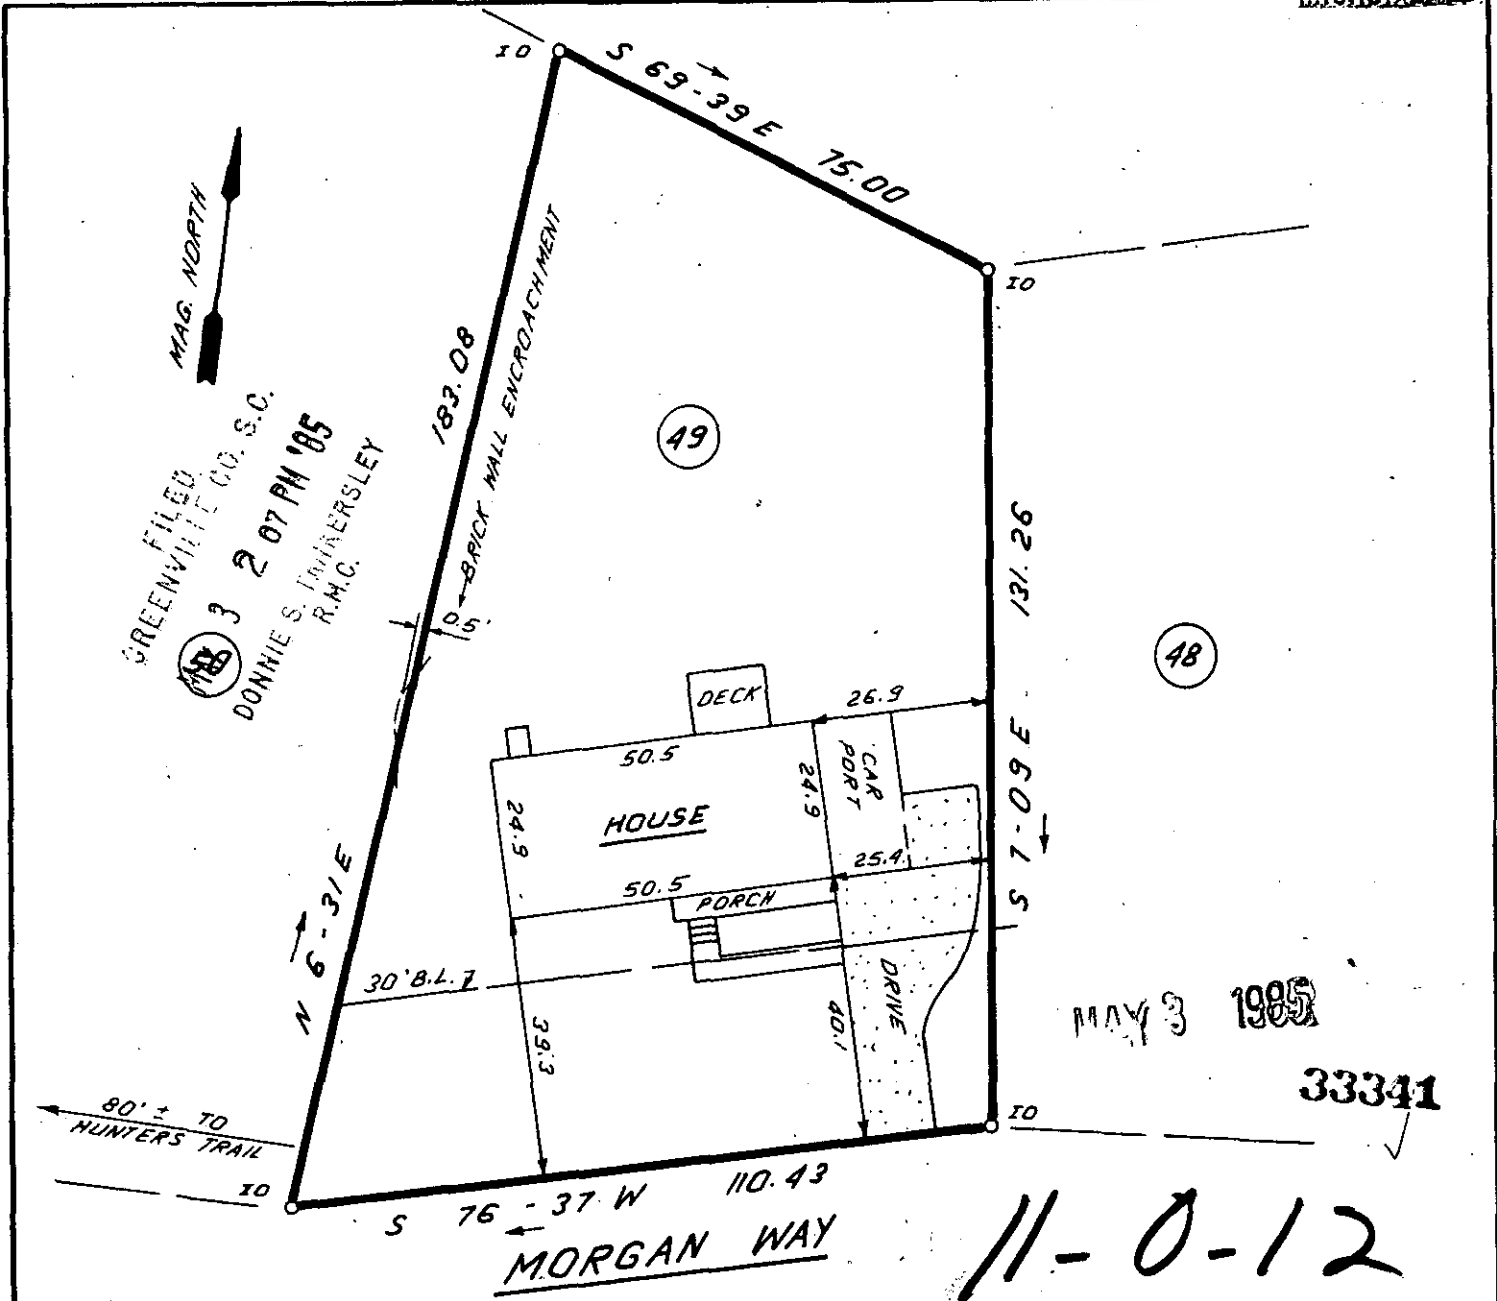 IO
S 69-39 E 75.00
IO
MAG. NORTH
183.08
BRICK WALL ENCROACHMENT
0.5'
49
48
131.26
S 1-09 E
FILED
GREENVILLE CO. S.C.
3 2 07 PM '85
DONNIE S. TANKERSLEY
R.M.C.
DECK
26.9
50.5
CAR
PORT
24.9
HOUSE
24.9
25.4
50.5
PORCH
N 6-31 E
30' B.L.
DRIVE
39.3
40.1
MAY 3 1985
33341
80' ± TO
HUNTERS TRAIL
IO
IO
S 76-37 W 110.43
MORGAN WAY
11-0-12